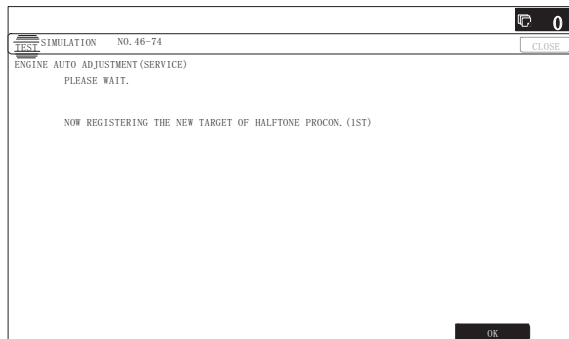 0
TEST SIMULATION NO.46-74
CLOSE
ENGINE AUTO ADJUSTMENT(SERVICE)
PLEASE WAIT.
NOW REGISTERING THE NEW TARGET OF HALFTONE PROCON.(1ST)
OK